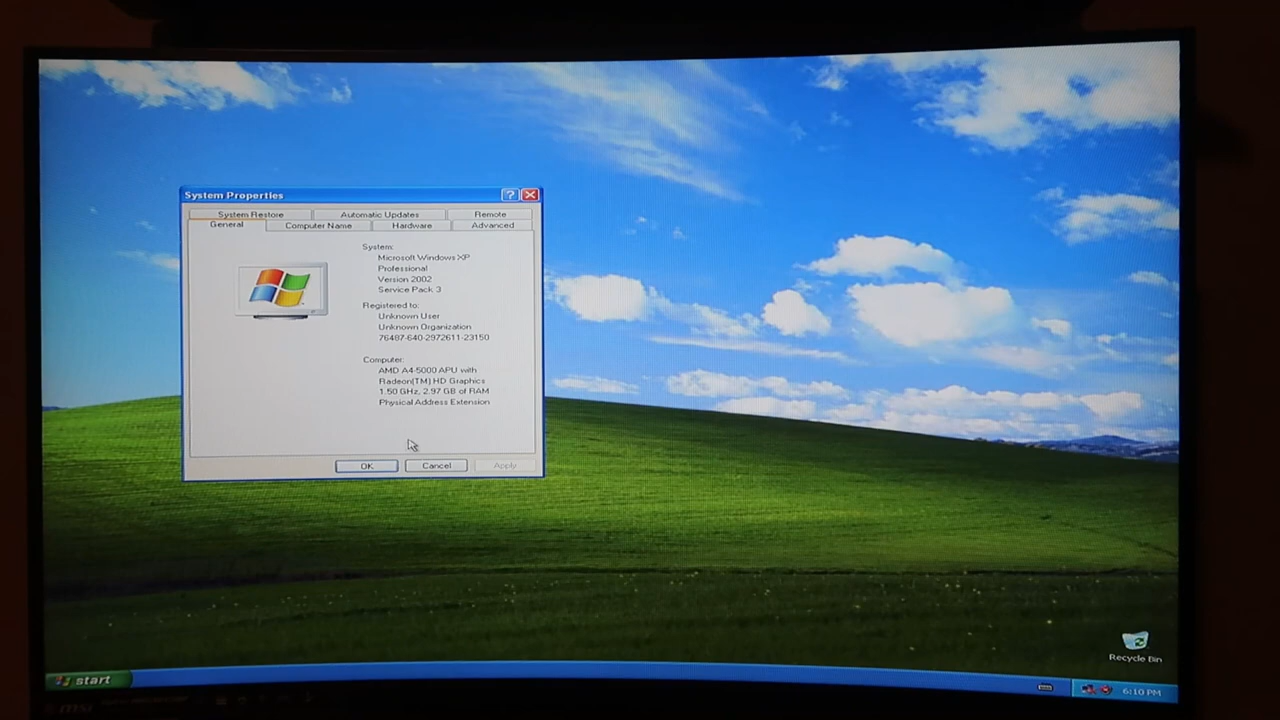 System Properties
System Restore
Automatic Updates
Remote
General
Computer Name
Hardware
Advanced
System:
Microsoft Windows XP
Professional
Version 2002
Service Pack 3
Registered to:
Unknown User
Unknown Organization
76487-640-2972611-23150
Computer:
AMD A4-5000 APU with
Radeon(TM) HD Graphics
1.50 GHz, 2.97 GB of RAM
Physical Address Extension
OK
Cancel
Apply
Recycle Bin
start
6:10 PM
msi